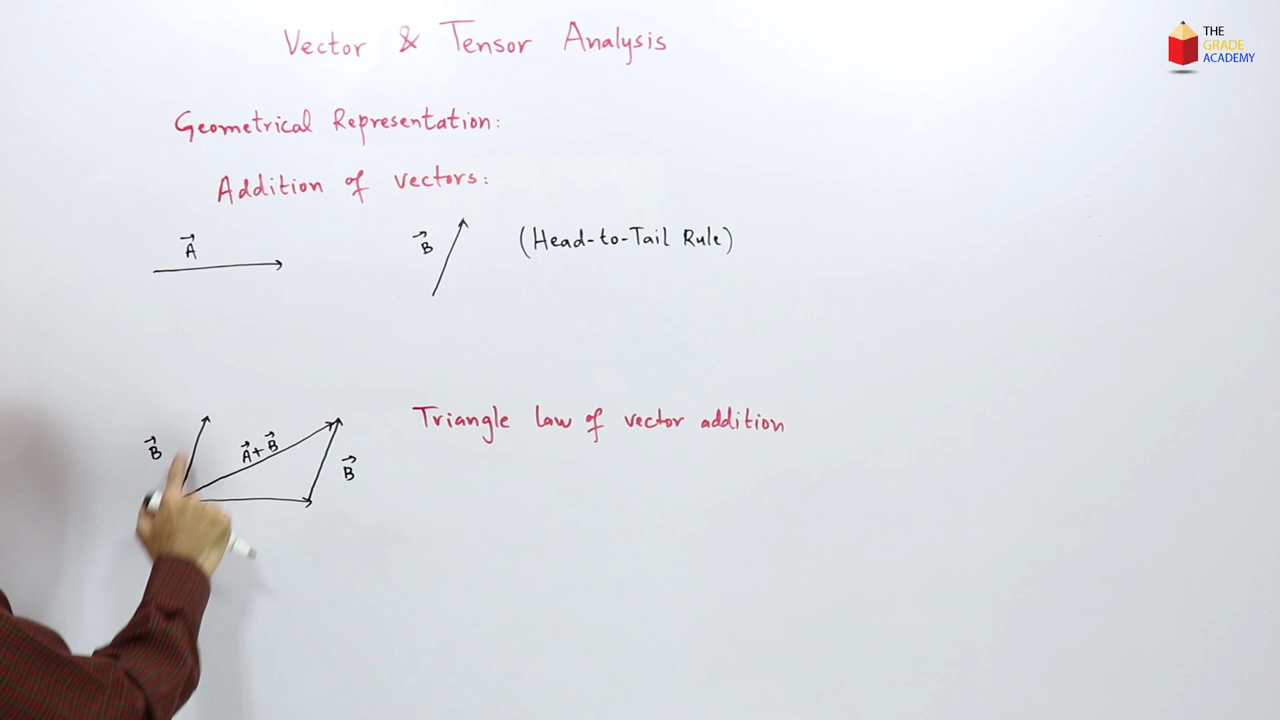 Vector & Tensor Analysis
THE
GRADE
ACADEMY
Geometrical Representation:
Addition of vectors:
A⃗
B⃗
(Head-to-Tail Rule)
B⃗
A⃗+B⃗
B⃗
Triangle law of vector addition